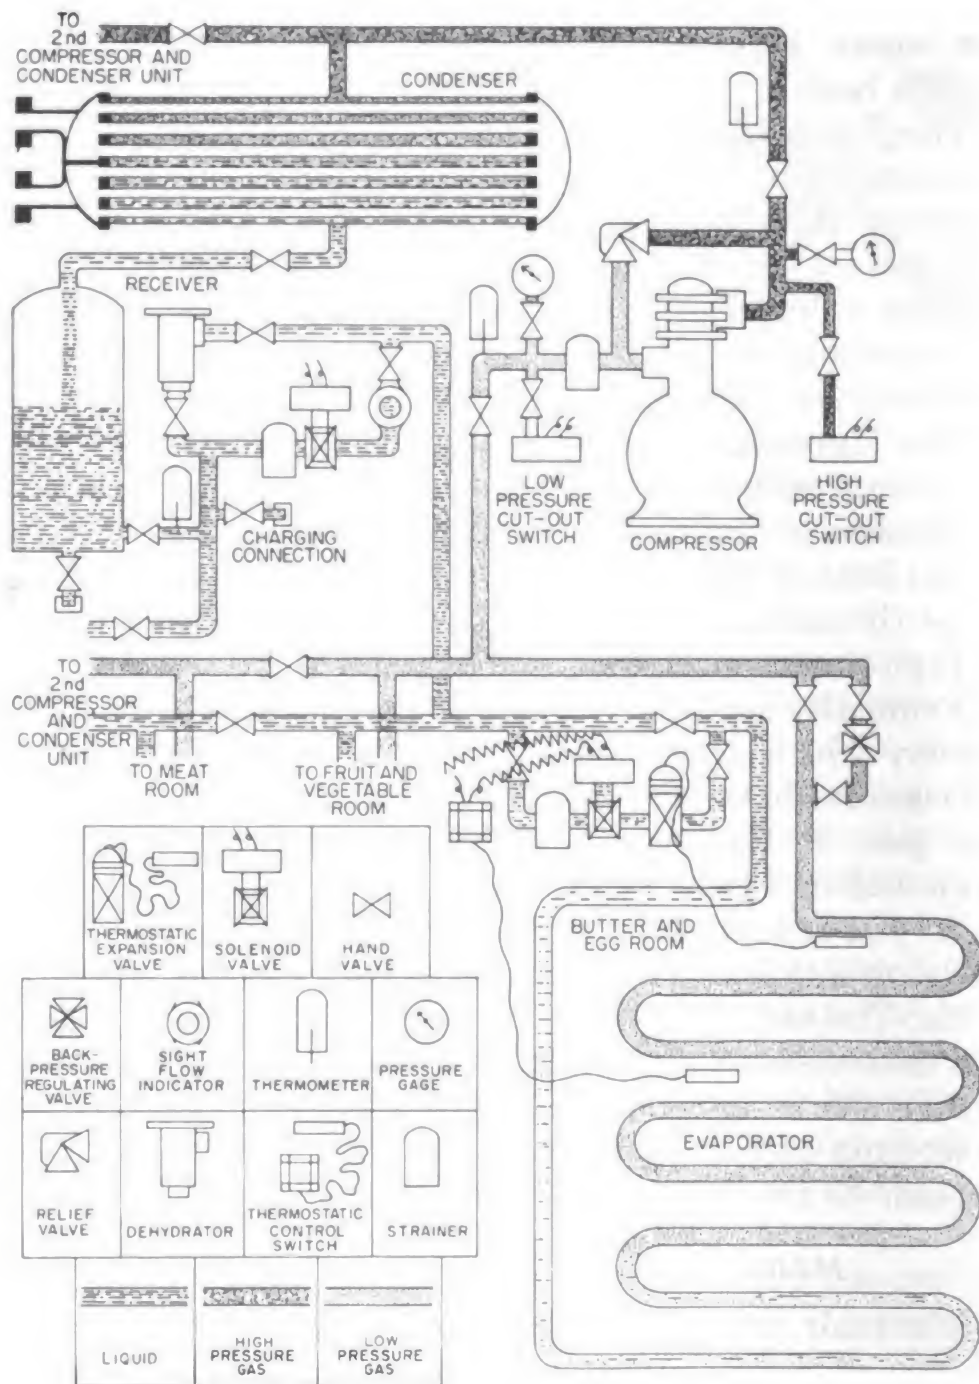 TO
2nd
COMPRESSOR AND
CONDENSER UNIT
CONDENSER
RECEIVER
CHARGING
CONNECTION
LOW
PRESSURE
CUT-OUT
SWITCH
COMPRESSOR
HIGH
PRESSURE
CUT-OUT
SWITCH
TO
2nd
COMPRESSOR
AND
CONDENSER
UNIT
TO MEAT
ROOM
TO FRUIT AND
VEGETABLE
ROOM
BUTTER AND
EGG ROOM
EVAPORATOR
THERMOSTATIC
EXPANSION
VALVE
SOLENOID
VALVE
HAND
VALVE
BACK-
PRESSURE
REGULATING
VALVE
SIGHT
FLOW
INDICATOR
THERMOMETER
PRESSURE
GAGE
RELIEF
VALVE
DEHYDRATOR
THERMOSTATIC
CONTROL
SWITCH
STRAINER
LIQUID
HIGH
PRESSURE
GAS
LOW
PRESSURE
GAS